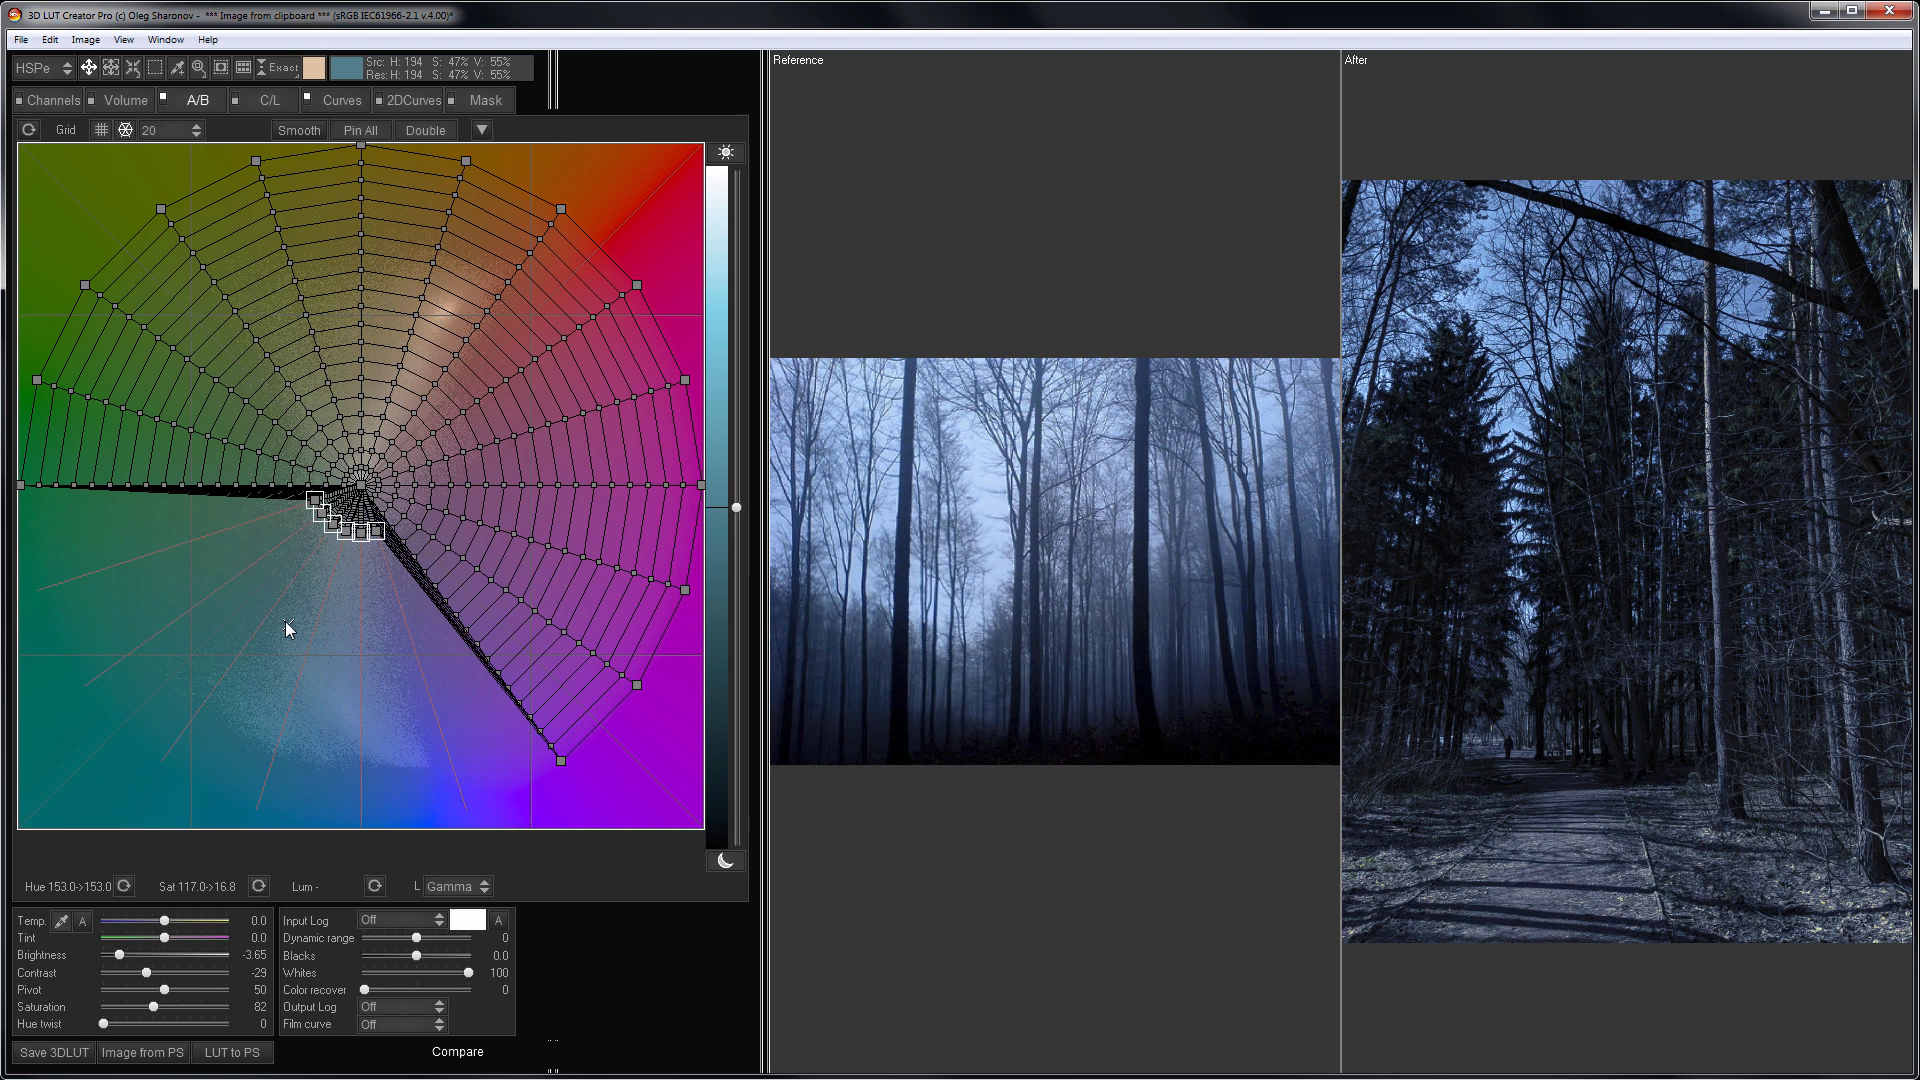 3D LUT Creator Pro (c) Oleg Sharonov -  *** Image from clipboard *** (sRGB IEC61966-2.1 v.4.00)*
File Edit Image View Window Help
HSPe Exact Src: H: 194 S: 47% V: 55%
Res: H: 194 S: 47% V: 55%
Channels Volume A/B C/L Curves 2DCurves Mask
Grid 20 Smooth Pin All Double
Reference
After
Hue 153.0->153.0 Sat 117.0->16.8 Lum - L Gamma
Temp. A 0.0
Tint 0.0
Brightness -3.65
Contrast -29
Pivot 50
Saturation 82
Hue twist 0
Input Log Off A
Dynamic range 0
Blacks 0.0
Whites 100
Color recover 0
Output Log Off
Film curve Off
Save 3DLUT Image from PS LUT to PS Compare